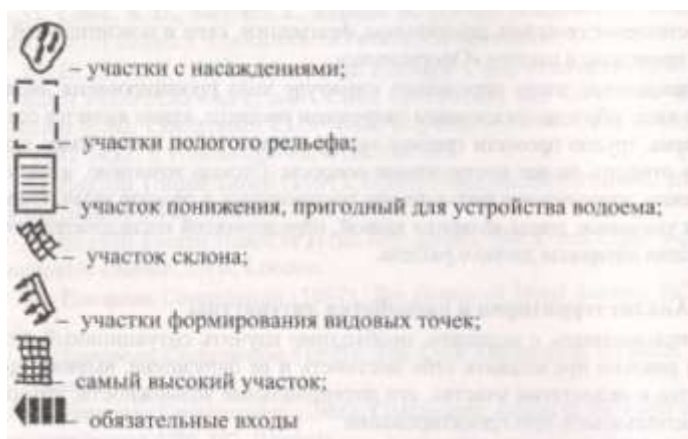 – участки с насаждениями;
– участки пологого рельефа;
– участок понижения, пригодный для устройства водоема;
– участок склона;
– участки формирования видовых точек;
самый высокий участок;
– обязательные входы